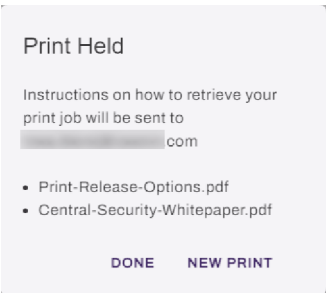 Print Held
Instructions on how to retrieve your
print job will be sent to
.com
Print-Release-Options.pdf
Central-Security-Whitepaper.pdf
DONE NEW PRINT